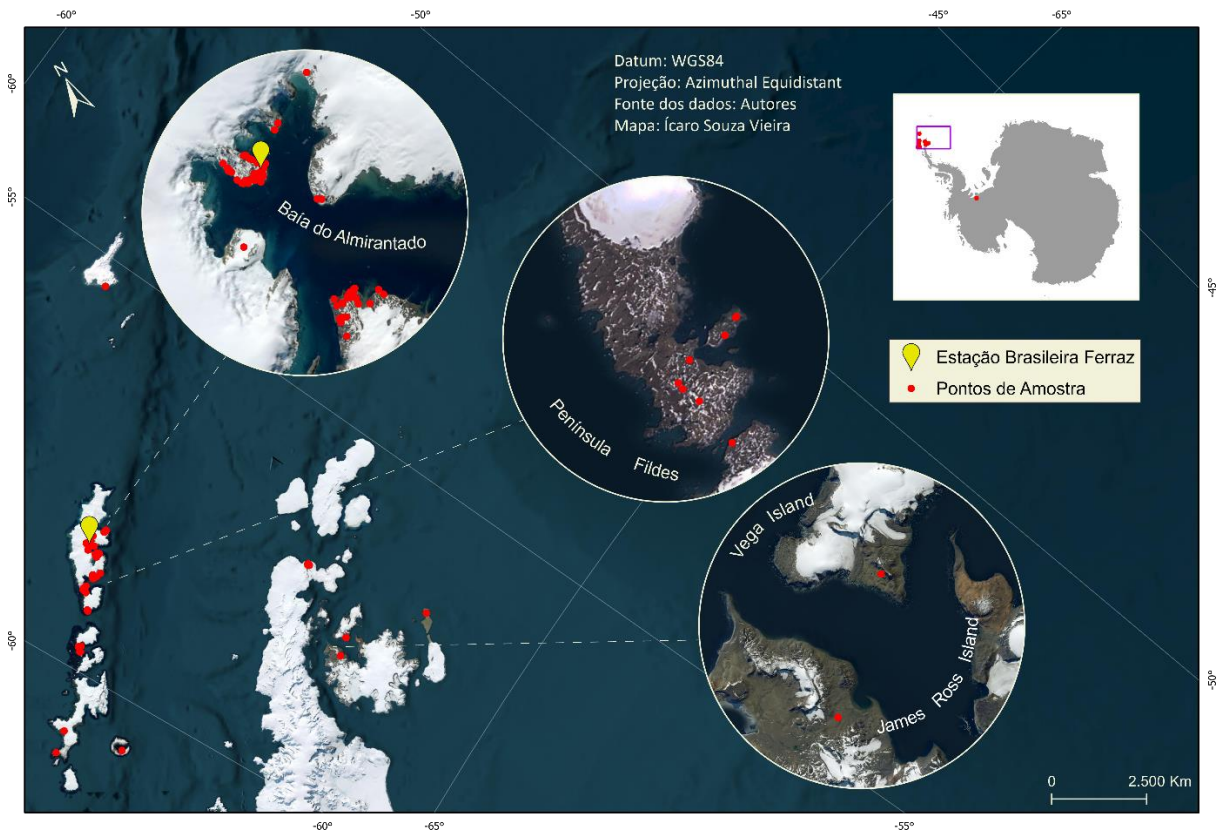 -60°
-50°
-45°
-65°
-60°
-55°
-60°
N
Datum: WGS84
Projeção: Azimuthal Equidistant
Fonte dos dados: Autores
Mapa: Ícaro Souza Vieira
Baía do Almirantado
Península Fildes
Estação Brasileira Ferraz
Pontos de Amostra
Vega Island
James Ross Island
-45°
-50°
0 2.500 Km
-60°
-65°
-55°